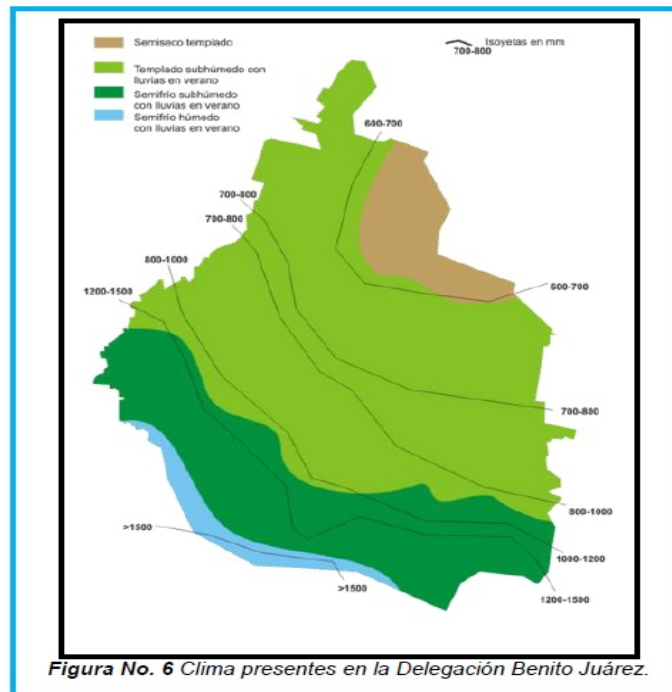 Semiseco templado
Isoyetas en mm
700-800
Templado subhúmedo con
lluvias en verano
Semifrío subhúmedo
con lluvias en verano
Semifrío húmedo
con lluvias en verano
600-700
700-800
700-800
800-1000
1200-1500
600-700
700-800
800-1000
1000-1200
1200-1500
>1500
>1500
Figura No. 6 Clima presentes en la Delegación Benito Juárez.